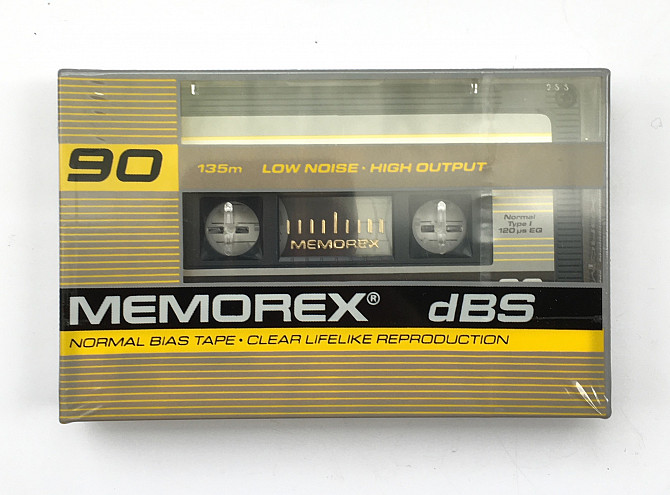 90
135m LOW NOISE · HIGH OUTPUT
MEMOREX
Normal
Type I
120 µs EQ
MEMOREX® dBS
NORMAL BIAS TAPE · CLEAR LIFELIKE REPRODUCTION